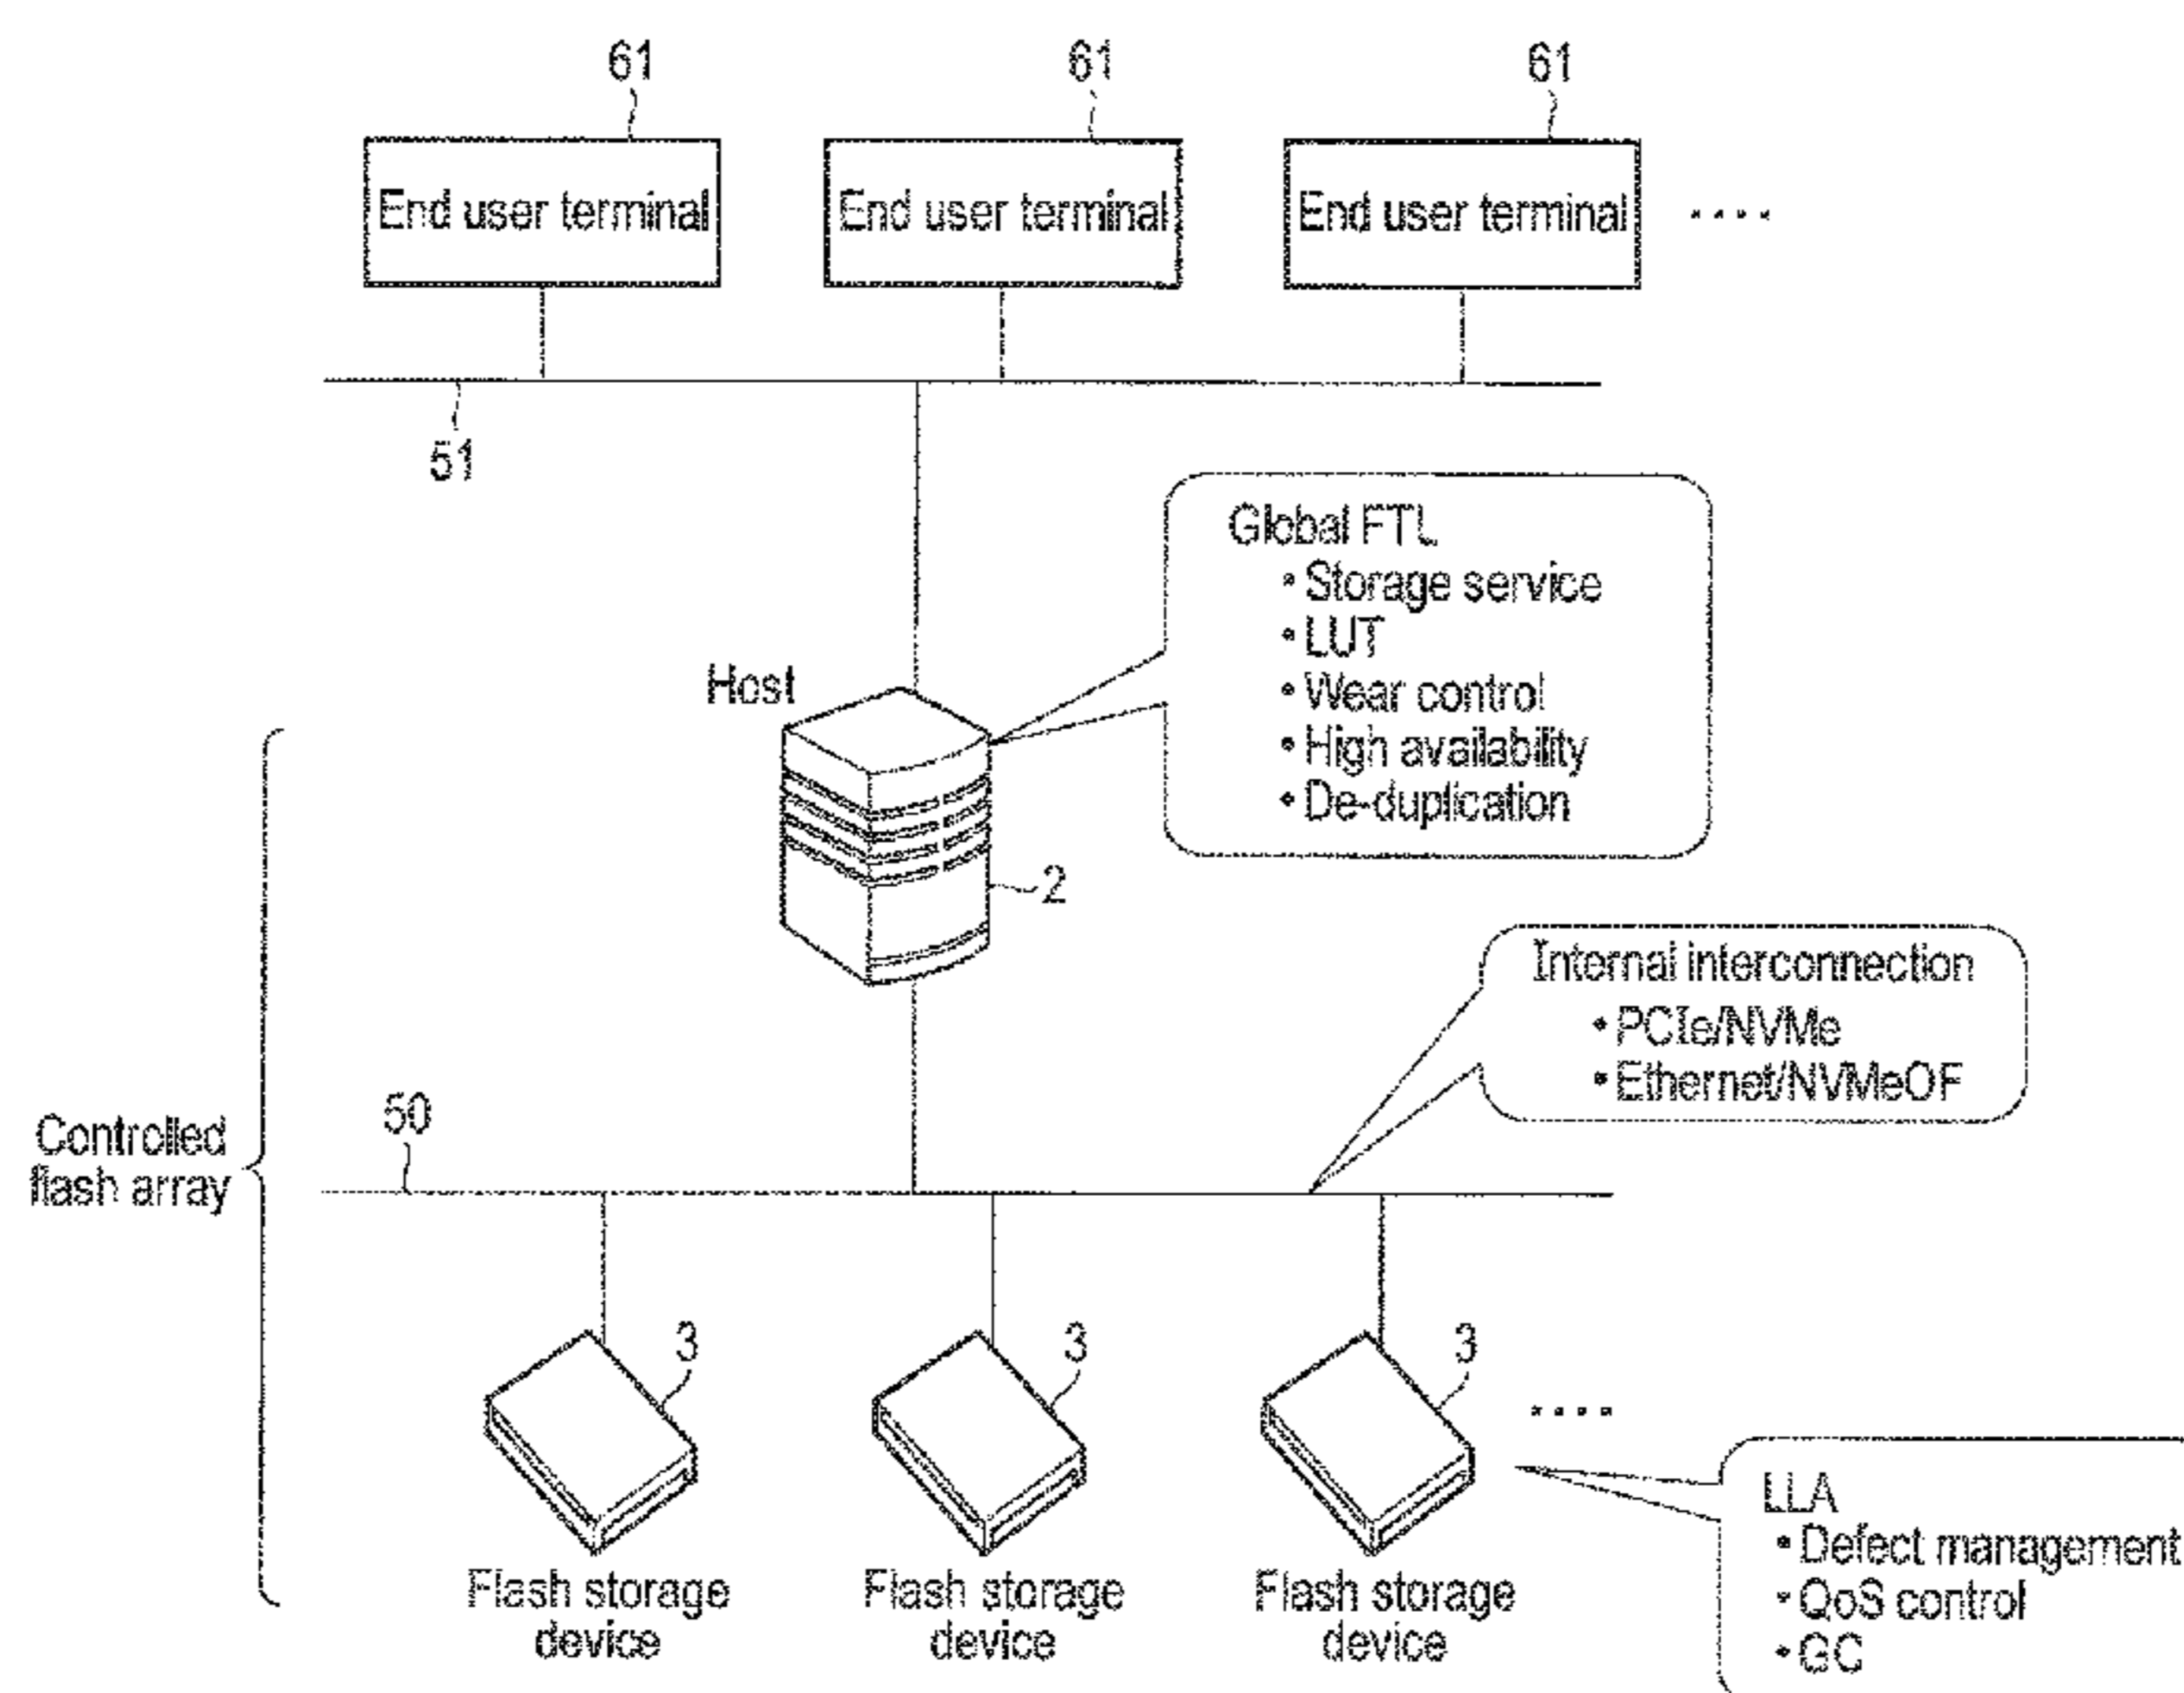 61 61 61
End user terminal End user terminal End user terminal ....
51
Global FTL
• Storage service
• LUT
Host
• Wear control
• High availability
• De-duplication
2
Internal interconnection
• PCIe/NVMe
• Ethernet/NVMeOF
50
Controlled
flash array
3 3 3
....
LLA
• Defect management
• QoS control
• GC
Flash storage
device
Flash storage
device
Flash storage
device